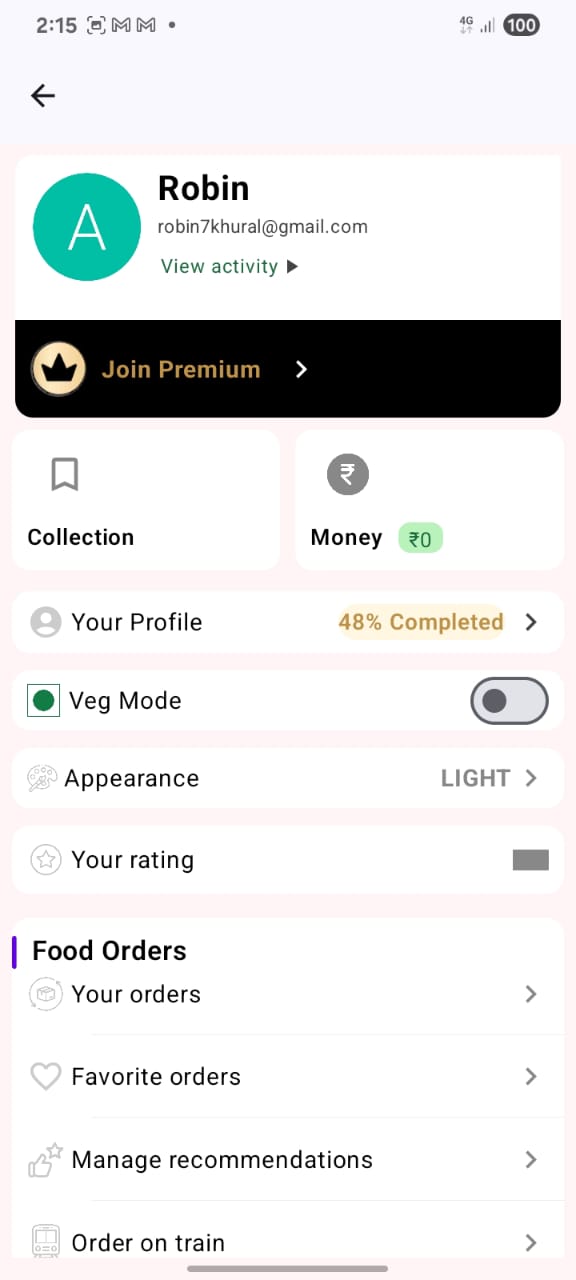 2:15
4G
100
A
Robin
robin7khural@gmail.com
View activity ▶
Join Premium
Collection
Money ₹0
Your Profile 48% Completed
Veg Mode
Appearance LIGHT
Your rating
Food Orders
Your orders
Favorite orders
Manage recommendations
Order on train